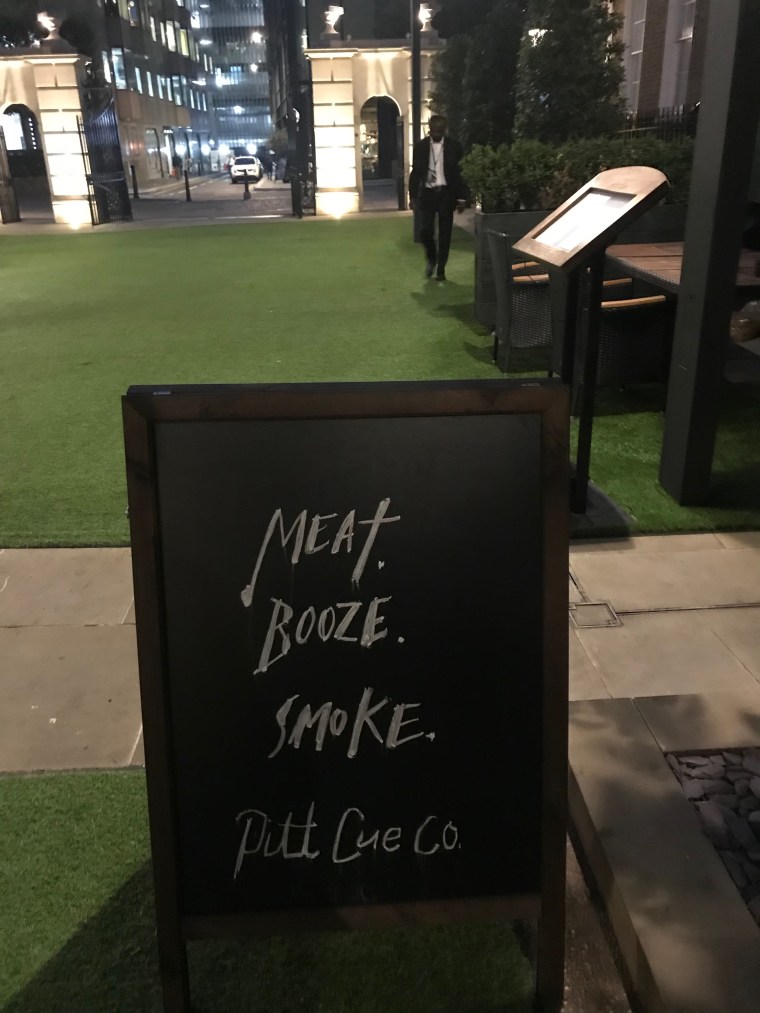 MEAT.
BOOZE.
SMOKE.
Pitt Cue Co.